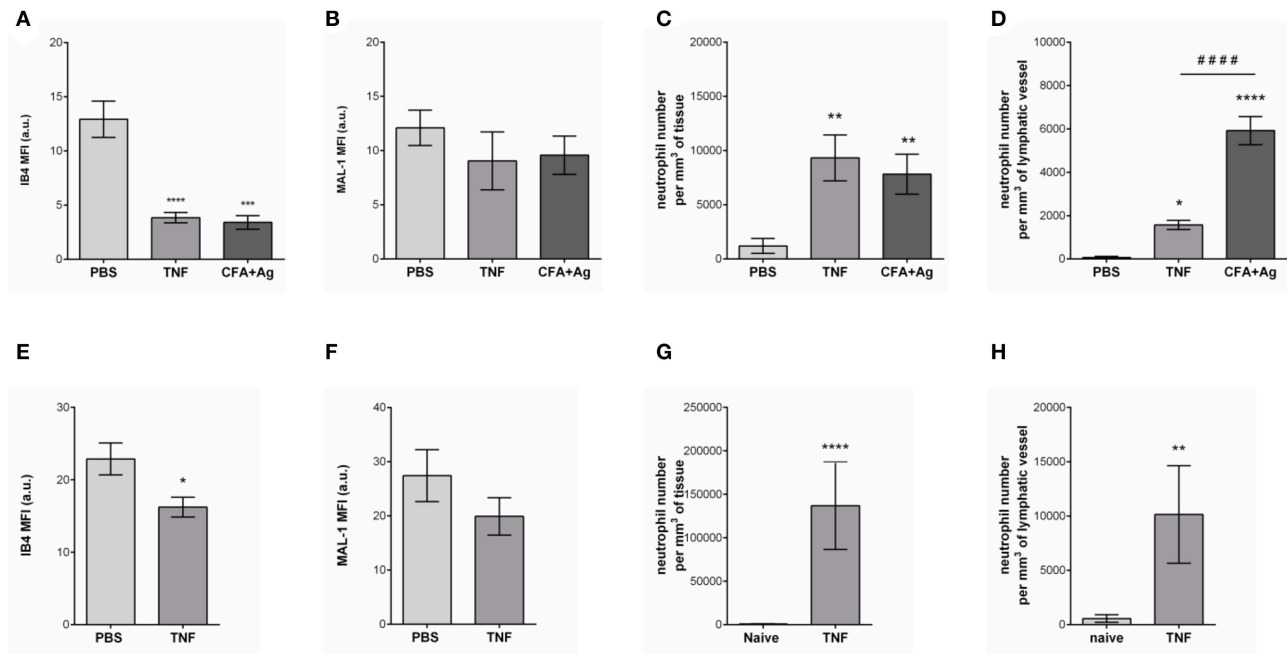 A
IB4 MFI (a.u.)
20
15
10
5
0
****
***
PBS TNF CFA+Ag
B
MAL-1 MFI (a.u.)
20
15
10
5
0
PBS TNF CFA+Ag
C
neutrophil number
per mm³ of tissue
20000
15000
10000
5000
0
**
**
PBS TNF CFA+Ag
D
neutrophil number
per mm³ of lymphatic vessel
10000
8000
6000
4000
2000
0
####
****
*
PBS TNF CFA+Ag
E
IB4 MFI (a.u.)
30
20
10
0
*
PBS TNF
F
MAL-1 MFI (a.u.)
40
30
20
10
0
PBS TNF
G
neutrophil number
per mm³ of tissue
250000
200000
150000
100000
50000
0
****
Naive TNF
H
neutrophil number
per mm³ of lymphatic vessel
20000
15000
10000
5000
0
**
naive TNF